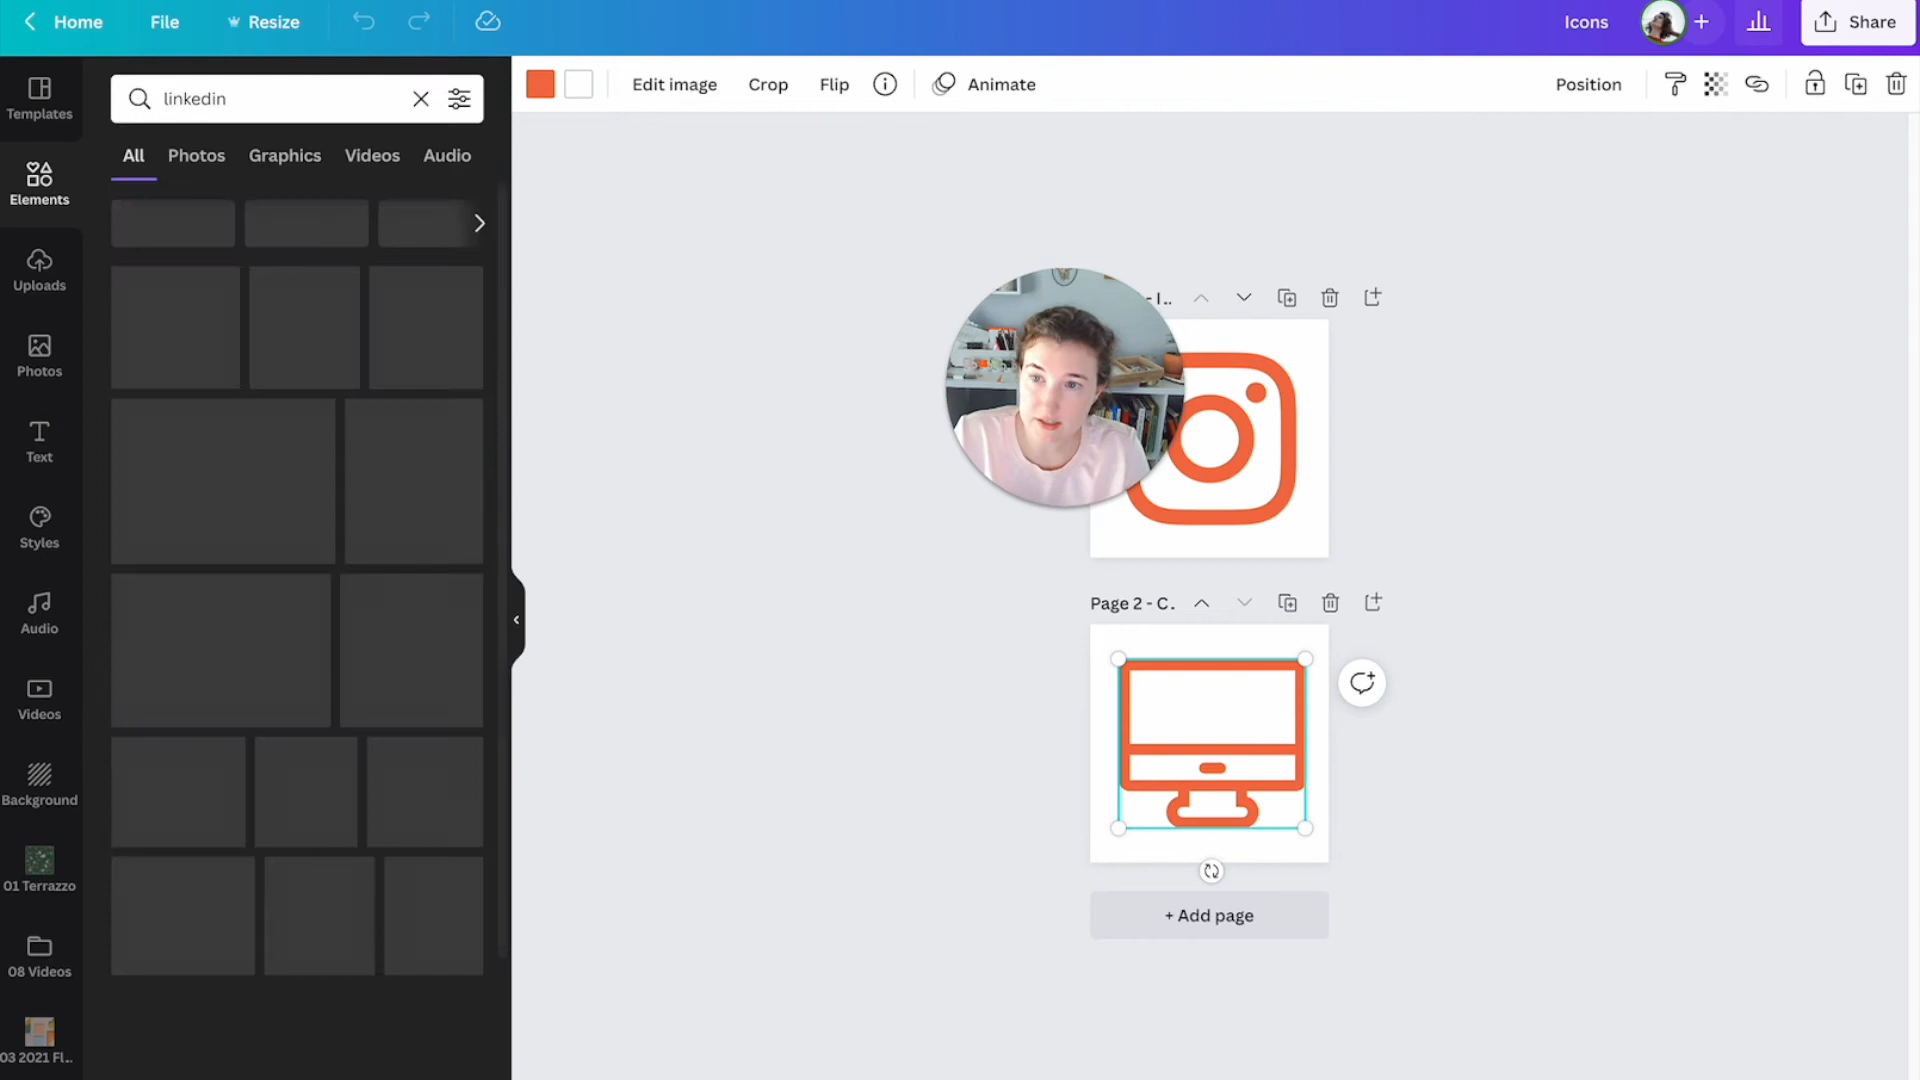 Home
File
Resize
Icons
Share
Templates
linkedin
Edit image
Crop
Flip
Animate
Position
All
Photos
Graphics
Videos
Audio
Elements
Uploads
Photos
Text
Styles
Audio
Videos
Background
01 Terrazzo
08 Videos
03 2021 Fl...
- I..
Page 2 - C.
+ Add page